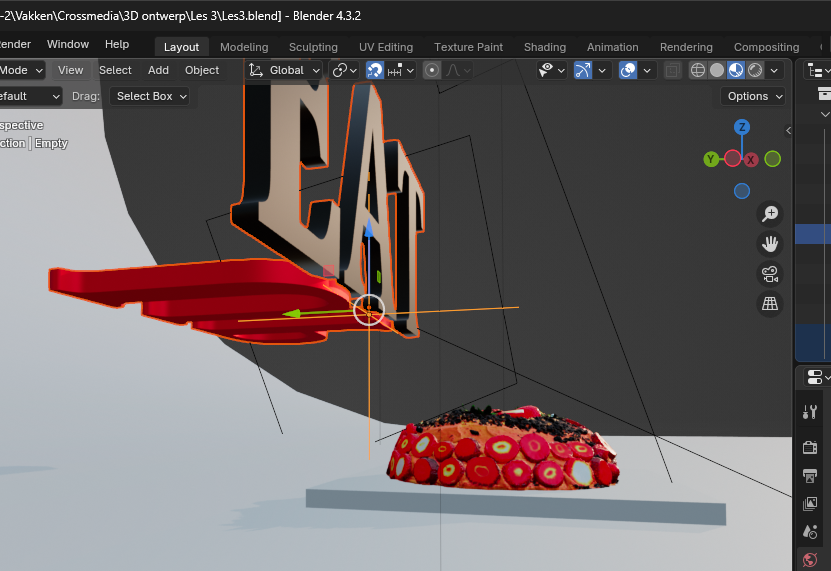 -2\Vakken\Crossmedia\3D ontwerp\Les 3\Les3.blend] - Blender 4.3.2
ender Window Help Layout Modeling Sculpting UV Editing Texture Paint Shading Animation Rendering Compositing
Mode View Select Add Object Global
efault Drag: Select Box Options
spective
ction | Empty
EAT
Z
Y X